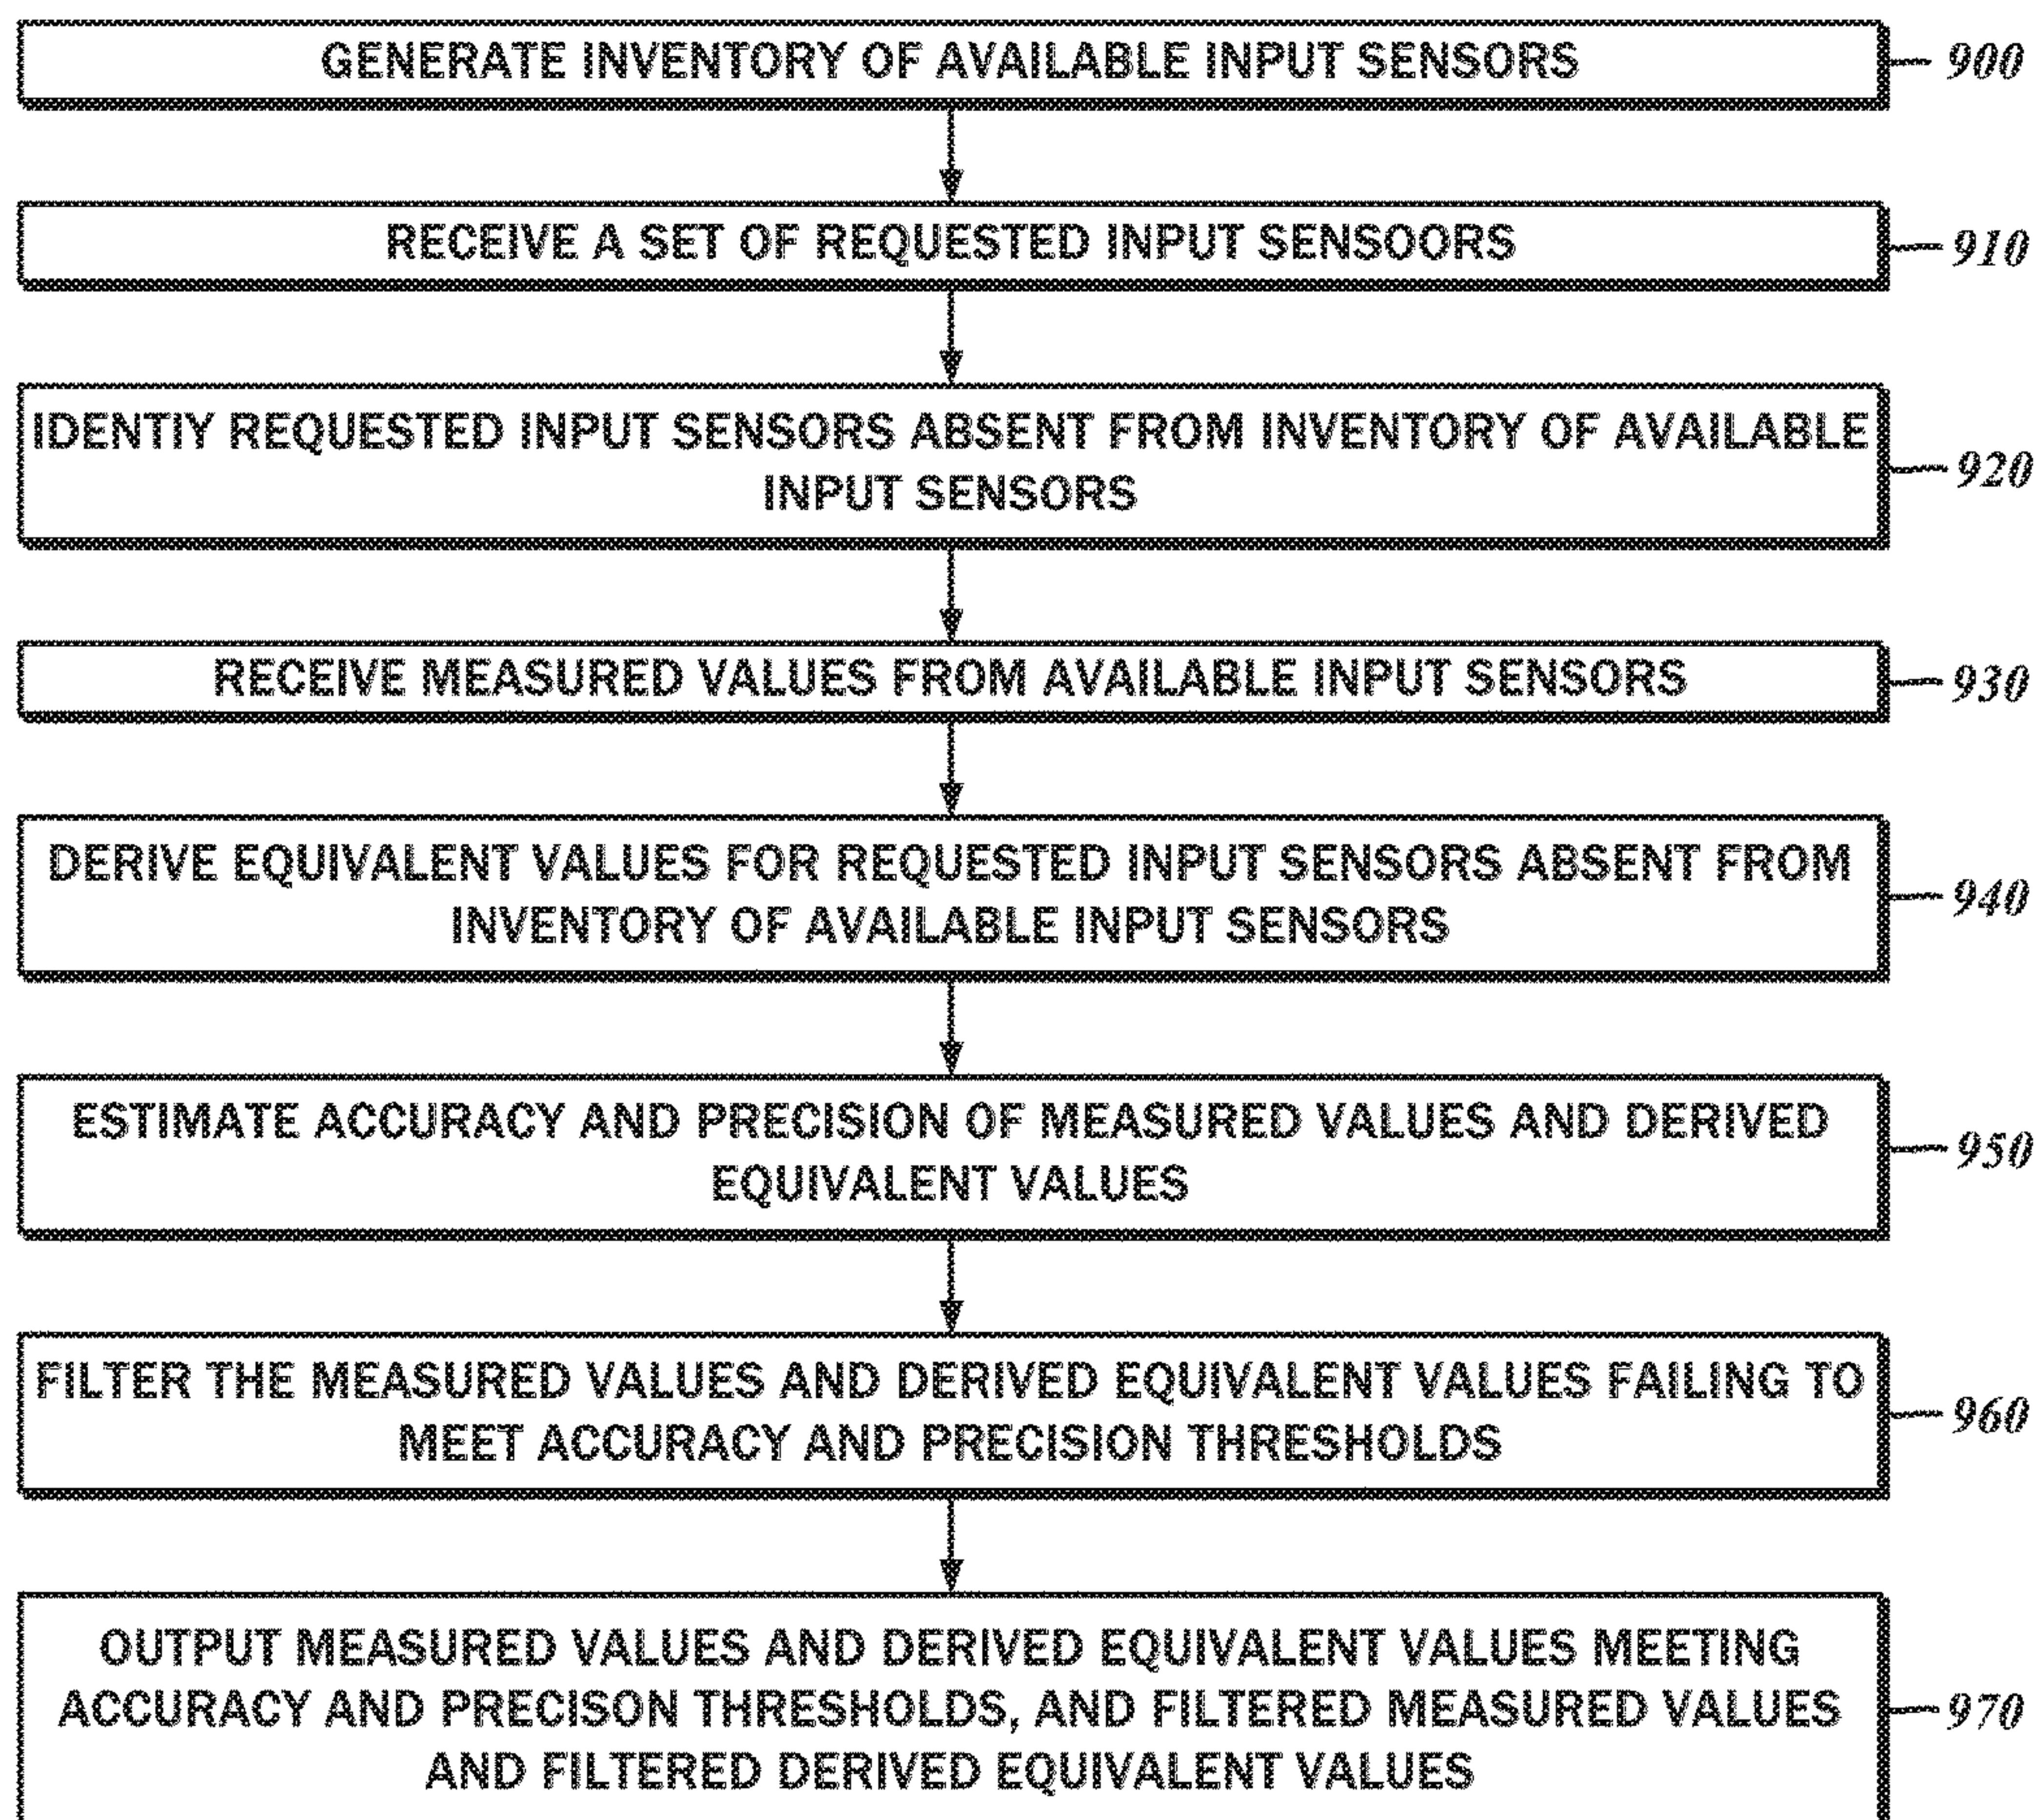 GENERATE INVENTORY OF AVAILABLE INPUT SENSORS
900
RECEIVE A SET OF REQUESTED INPUT SENSOORS
910
IDENTIY REQUESTED INPUT SENSORS ABSENT FROM INVENTORY OF AVAILABLE
INPUT SENSORS
920
RECEIVE MEASURED VALUES FROM AVAILABLE INPUT SENSORS
930
DERIVE EQUIVALENT VALUES FOR REQUESTED INPUT SENSORS ABSENT FROM
INVENTORY OF AVAILABLE INPUT SENSORS
940
ESTIMATE ACCURACY AND PRECISION OF MEASURED VALUES AND DERIVED
EQUIVALENT VALUES
950
FILTER THE MEASURED VALUES AND DERIVED EQUIVALENT VALUES FAILING TO
MEET ACCURACY AND PRECISION THRESHOLDS
960
OUTPUT MEASURED VALUES AND DERIVED EQUIVALENT VALUES MEETING
ACCURACY AND PRECISON THRESHOLDS, AND FILTERED MEASURED VALUES
AND FILTERED DERIVED EQUIVALENT VALUES
970